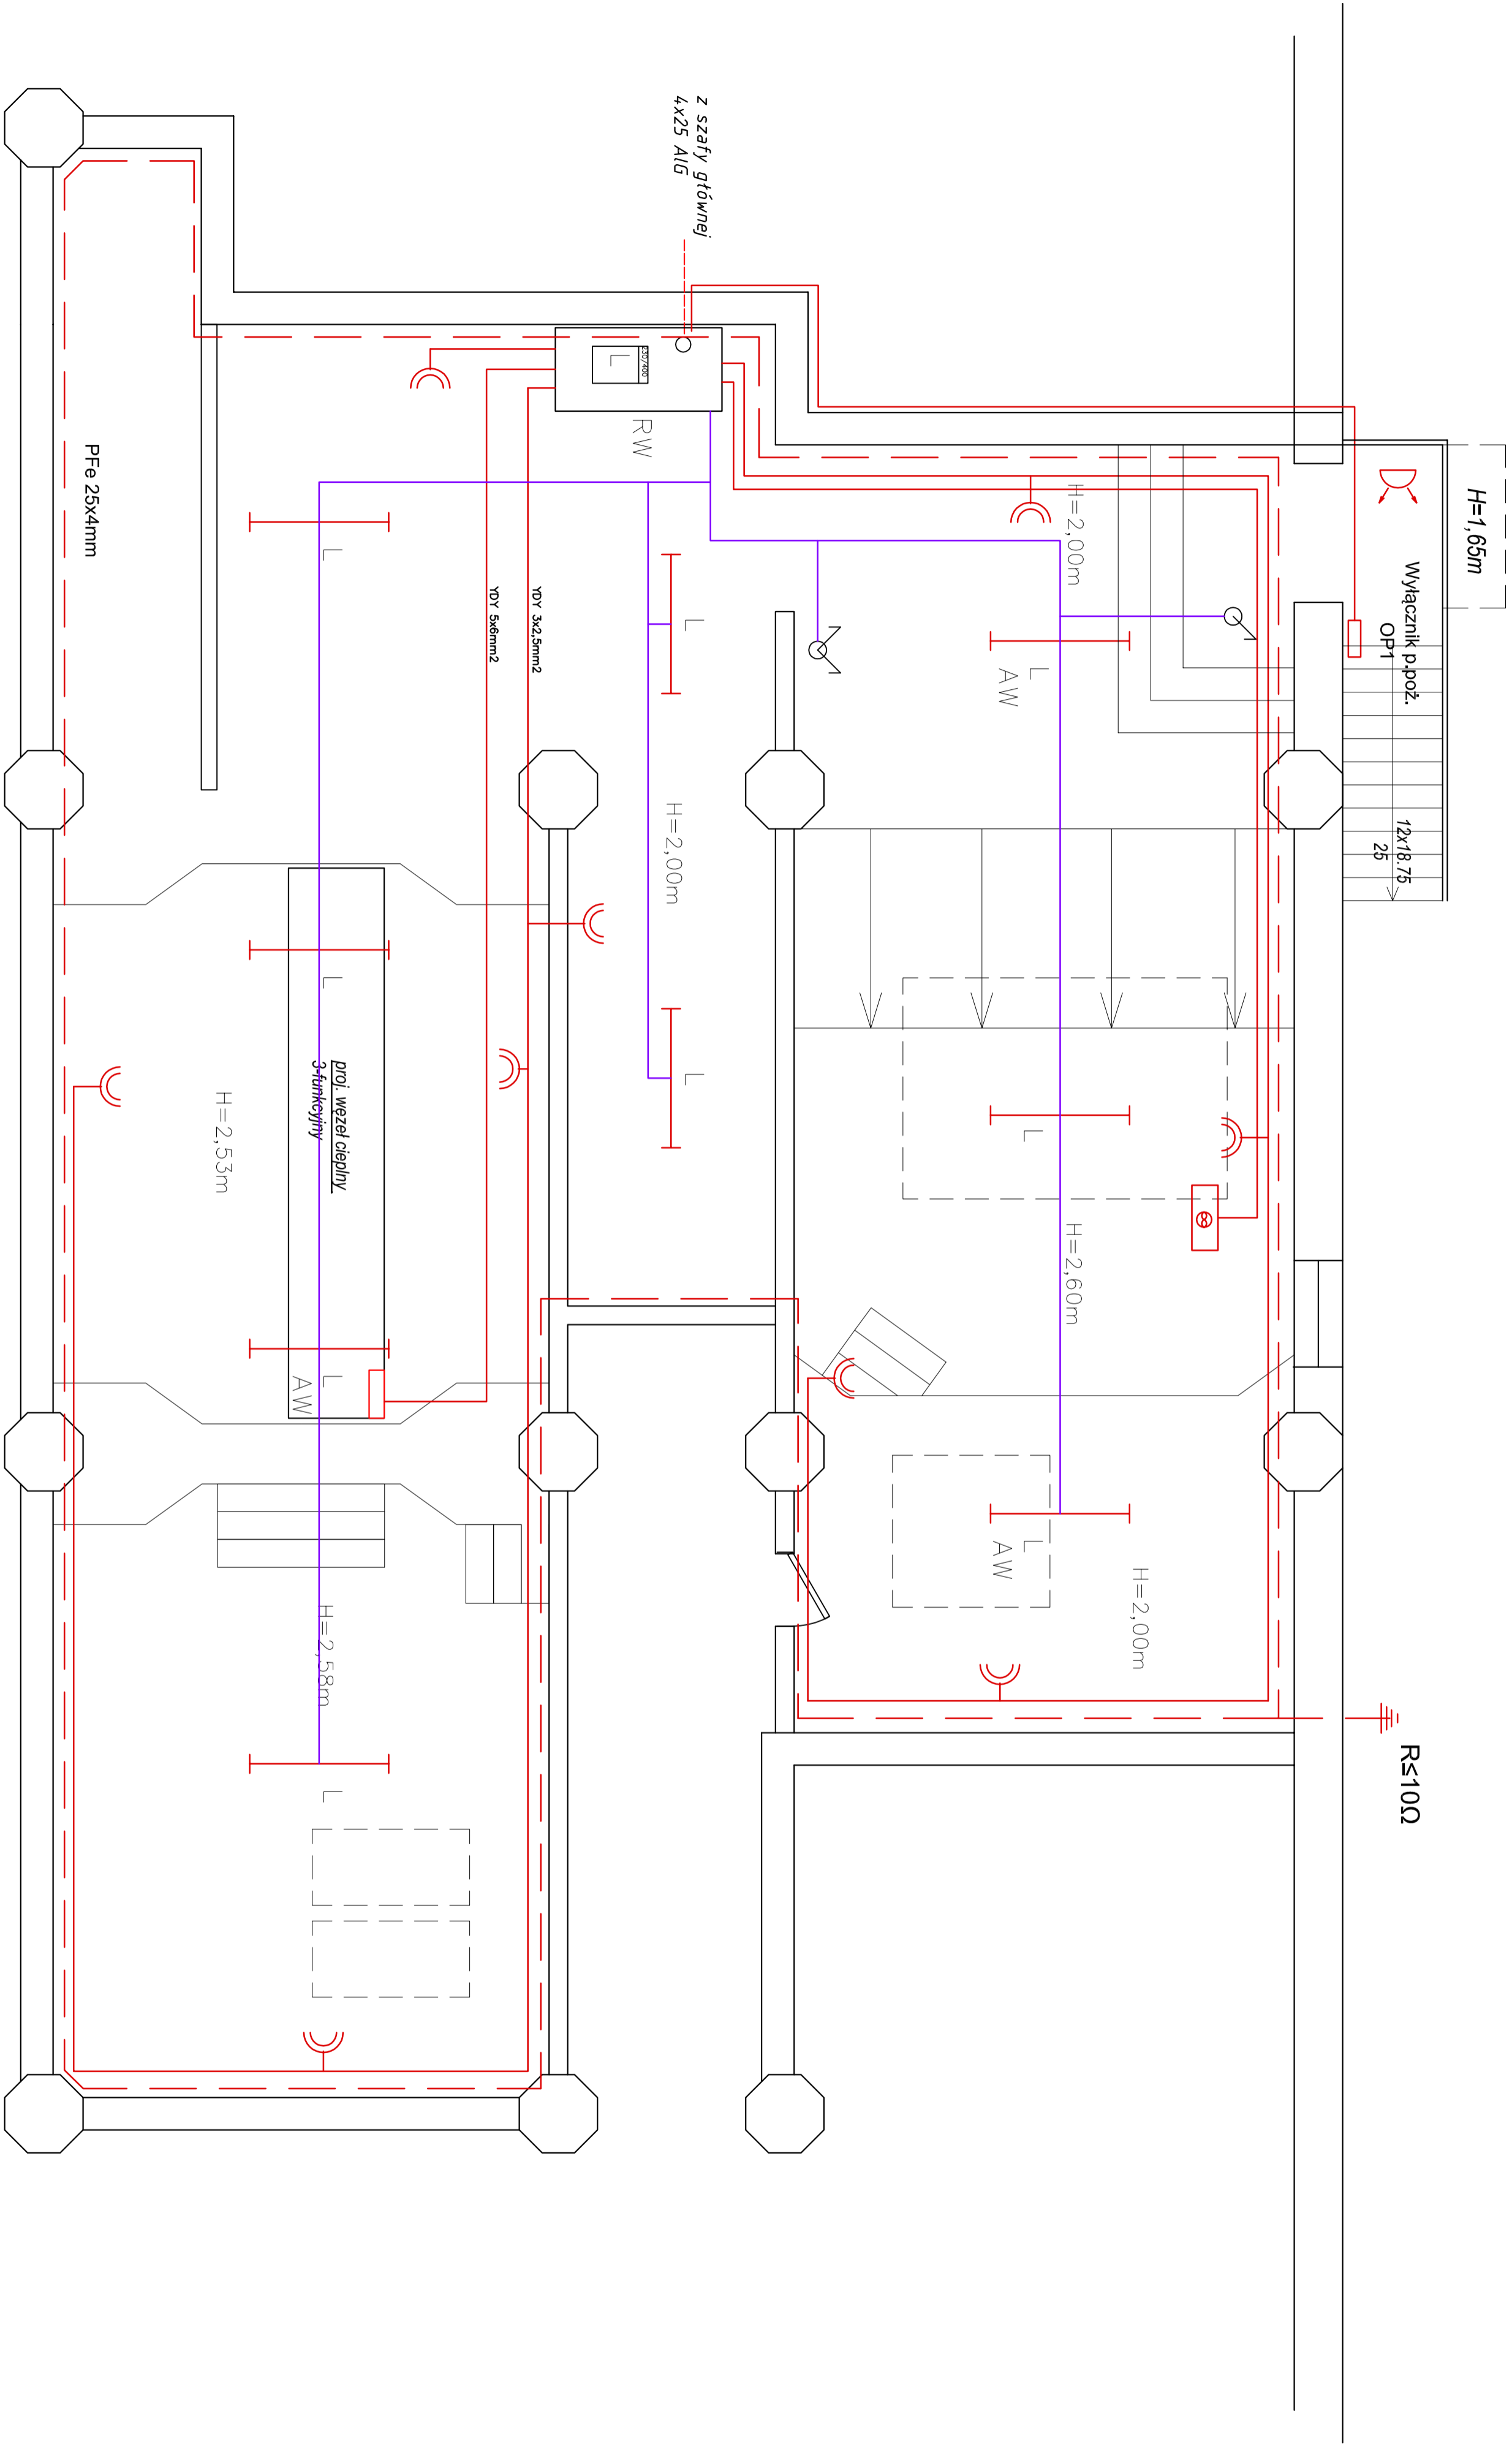 H=1,65m
Wyłącznik p.poż.
OP1
12x18.75
25
R≤10Ω
H=2,00m
L
AW
H=2,60m
L
L
AW
H=2,00m
z szafy głównej
4x25 AlG
230/400
L
RW
L
H=2,00m
L
YDY 3x2,5mm2
YDY 5x6mm2
L
L
proj. węzeł cieplny
3-funkcyjny
H=2,53m
L
AW
H=2,58m
L
PFe 25x4mm